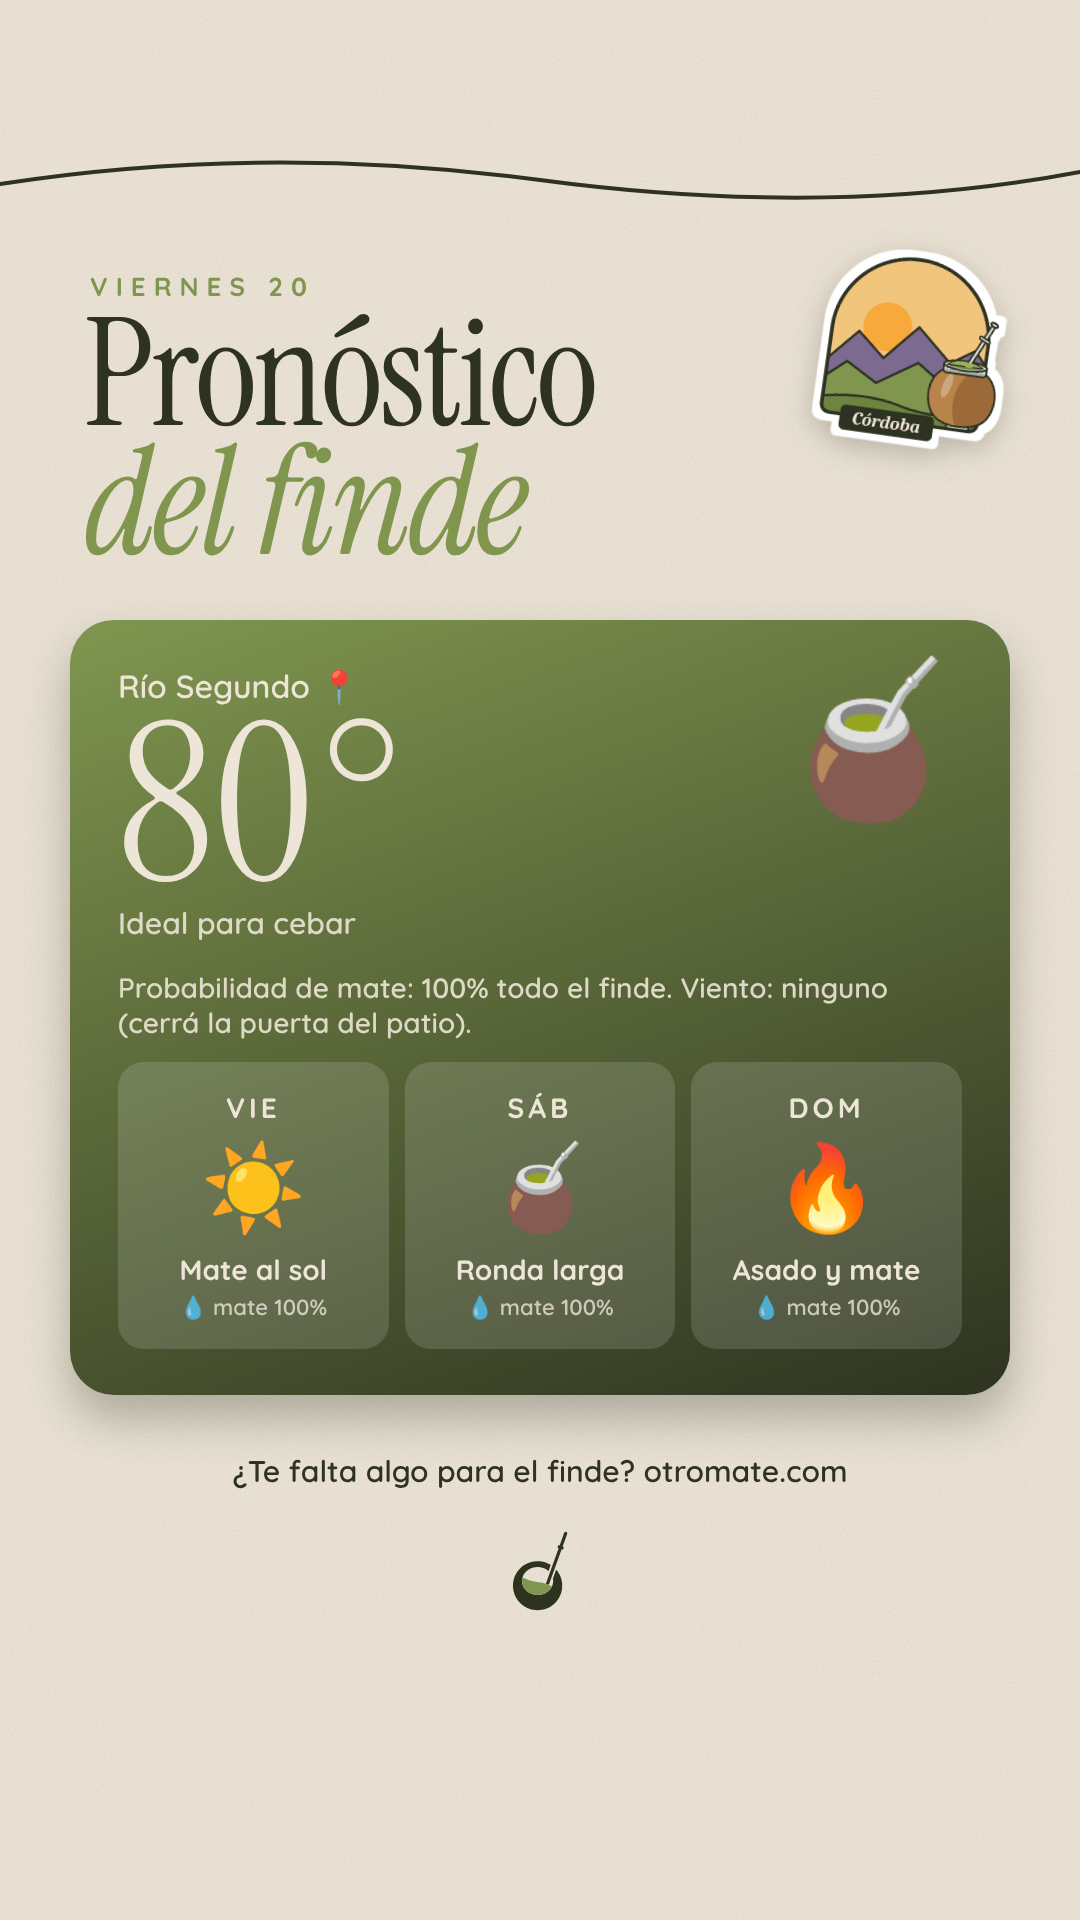 VIERNES 20
Pronóstico
del finde
Córdoba
Río Segundo 📍
80°
Ideal para cebar
Probabilidad de mate: 100% todo el finde. Viento: ninguno
(cerrá la puerta del patio).
VIE
Mate al sol
💧 mate 100%
SÁB
Ronda larga
💧 mate 100%
DOM
Asado y mate
💧 mate 100%
¿Te falta algo para el finde? otromate.com